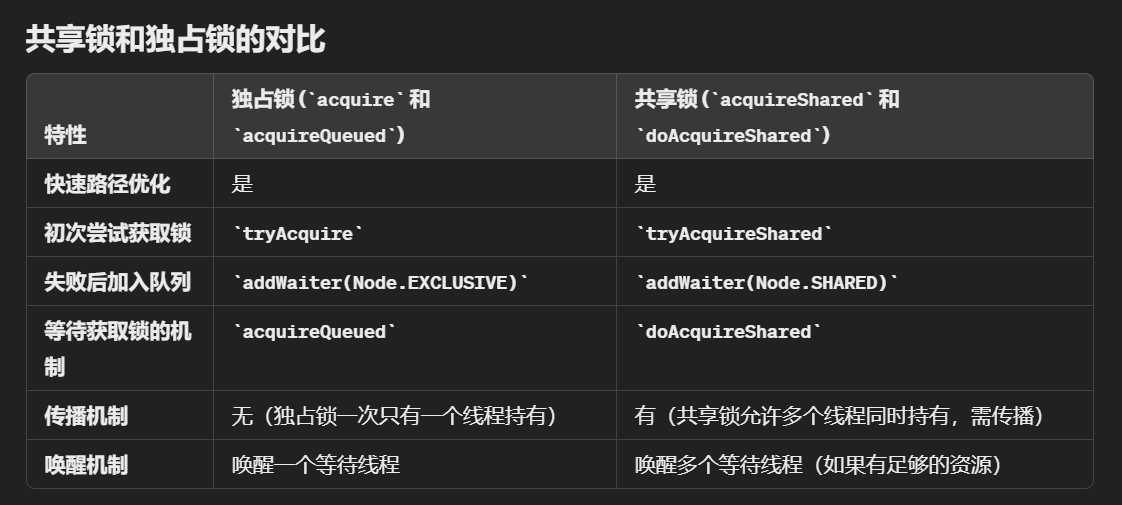 共享锁和独占锁的对比
特性
独占锁 (`acquire` 和
`acquireQueued`)
共享锁 (`acquireShared` 和
`doAcquireShared`)
快速路径优化
是
是
初次尝试获取锁
`tryAcquire`
`tryAcquireShared`
失败后加入队列
`addWaiter(Node.EXCLUSIVE)`
`addWaiter(Node.SHARED)`
等待获取锁的机
制
`acquireQueued`
`doAcquireShared`
传播机制
无（独占锁一次只有一个线程持有）
有（共享锁允许多个线程同时持有，需传播）
唤醒机制
唤醒一个等待线程
唤醒多个等待线程（如果有足够的资源）